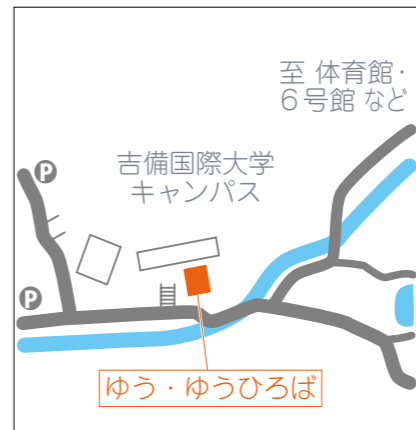 至 体育館・
６号館 など
吉備国際大学
キャンパス
P
P
ゆう・ゆうひろば